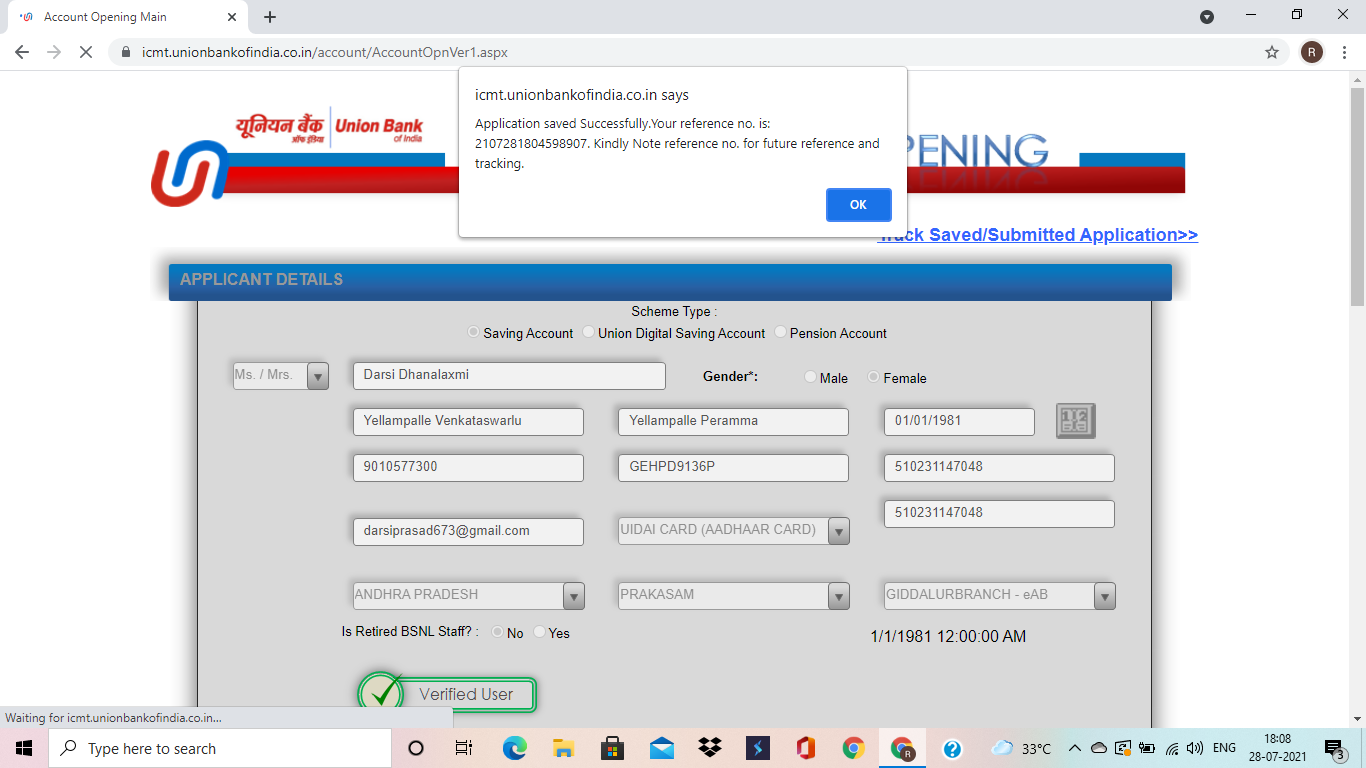 Account Opening Main
icmt.unionbankofindia.co.in/account/AccountOpnVer1.aspx
R
icmt.unionbankofindia.co.in says
Application saved Successfully.Your reference no. is:
2107281804598907. Kindly Note reference no. for future reference and
tracking.
OK
यूनियन बैंक
ऑफ इंडिया
Union Bank
of India
PENING
Track Saved/Submitted Application>>
APPLICANT DETAILS
Scheme Type :
Saving Account Union Digital Saving Account Pension Account
Ms. / Mrs. Darsi Dhanalaxmi Gender*: Male Female
Yellampalle Venkataswarlu Yellampalle Peramma 01/01/1981
9010577300 GEHPD9136P 510231147048
510231147048
darsiprasad673@gmail.com UIDAI CARD (AADHAAR CARD)
ANDHRA PRADESH PRAKASAM GIDDALURBRANCH - eAB
Is Retired BSNL Staff? : No Yes
1/1/1981 12:00:00 AM
Verified User
Waiting for icmt.unionbankofindia.co.in...
Type here to search
R
33°C
ENG
18:08
28-07-2021
3